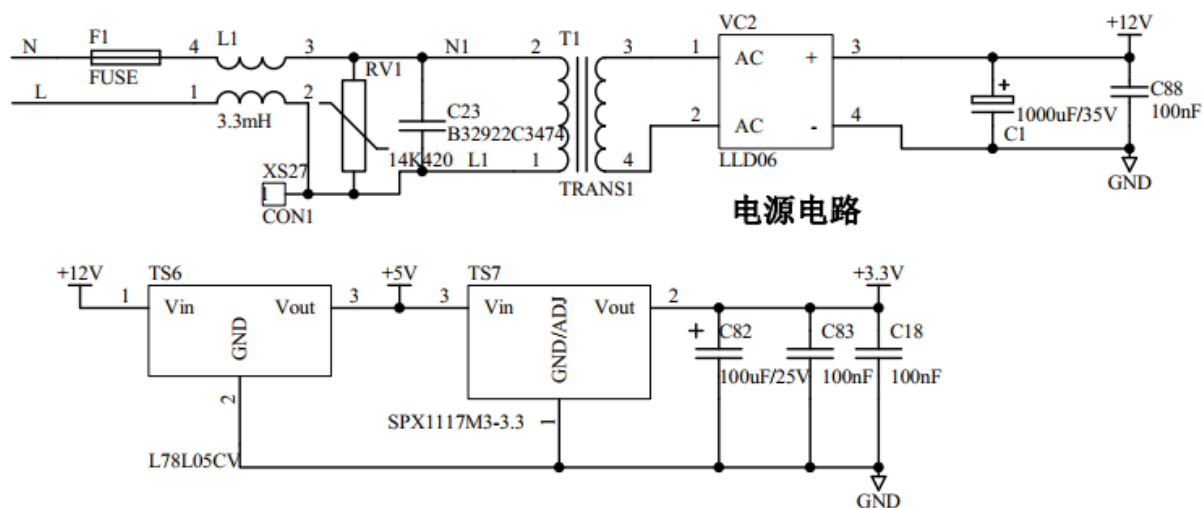 N F1 4 L1 3 N1 2 T1 3 1 VC2 3 +12V
FUSE
RV1
AC +
C88
100nF
L 1 2
3.3mH
C23
B32922C3474
1000uF/35V
C1
2 AC - 4
14K420 L1 1 4
LLD06
XS27
1
CON1
TRANS1
GND
电源电路
+12V TS6 +5V TS7 +3.3V
1 Vin Vout 3 3 Vin Vout 2
GND
GND/ADJ
+ C82 C83 C18
100uF/25V 100nF 100nF
2
SPX1117M3-3.3 1
L78L05CV
GND